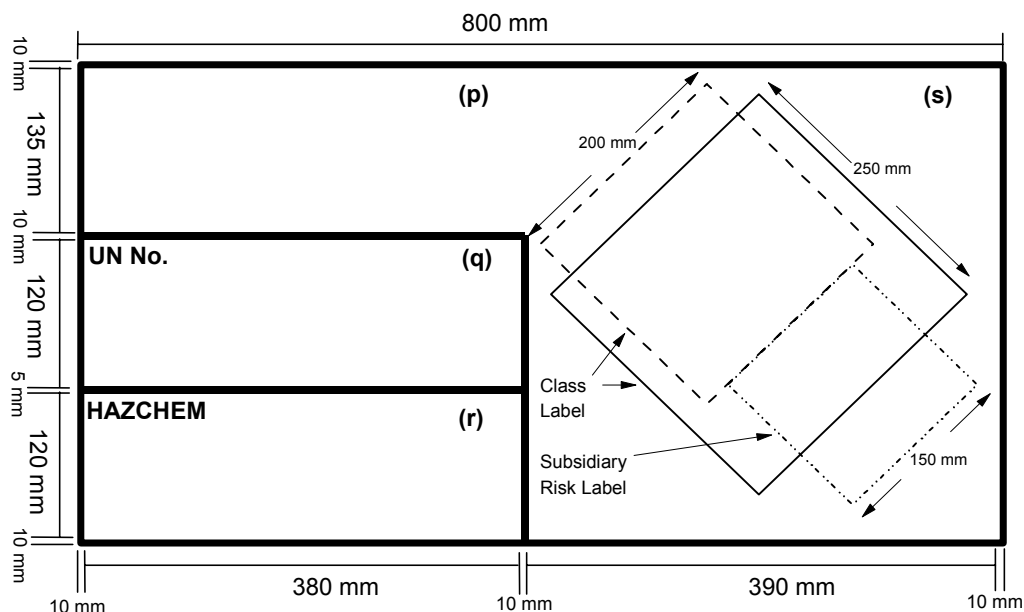 800 mm
10 mm
(p)
(s)
135 mm
200 mm
250 mm
10 mm
UN No.
(q)
120 mm
5 mm
Class
Label
HAZCHEM
(r)
120 mm
Subsidiary
Risk Label
150 mm
10 mm
380 mm
390 mm
10 mm
10 mm
10 mm